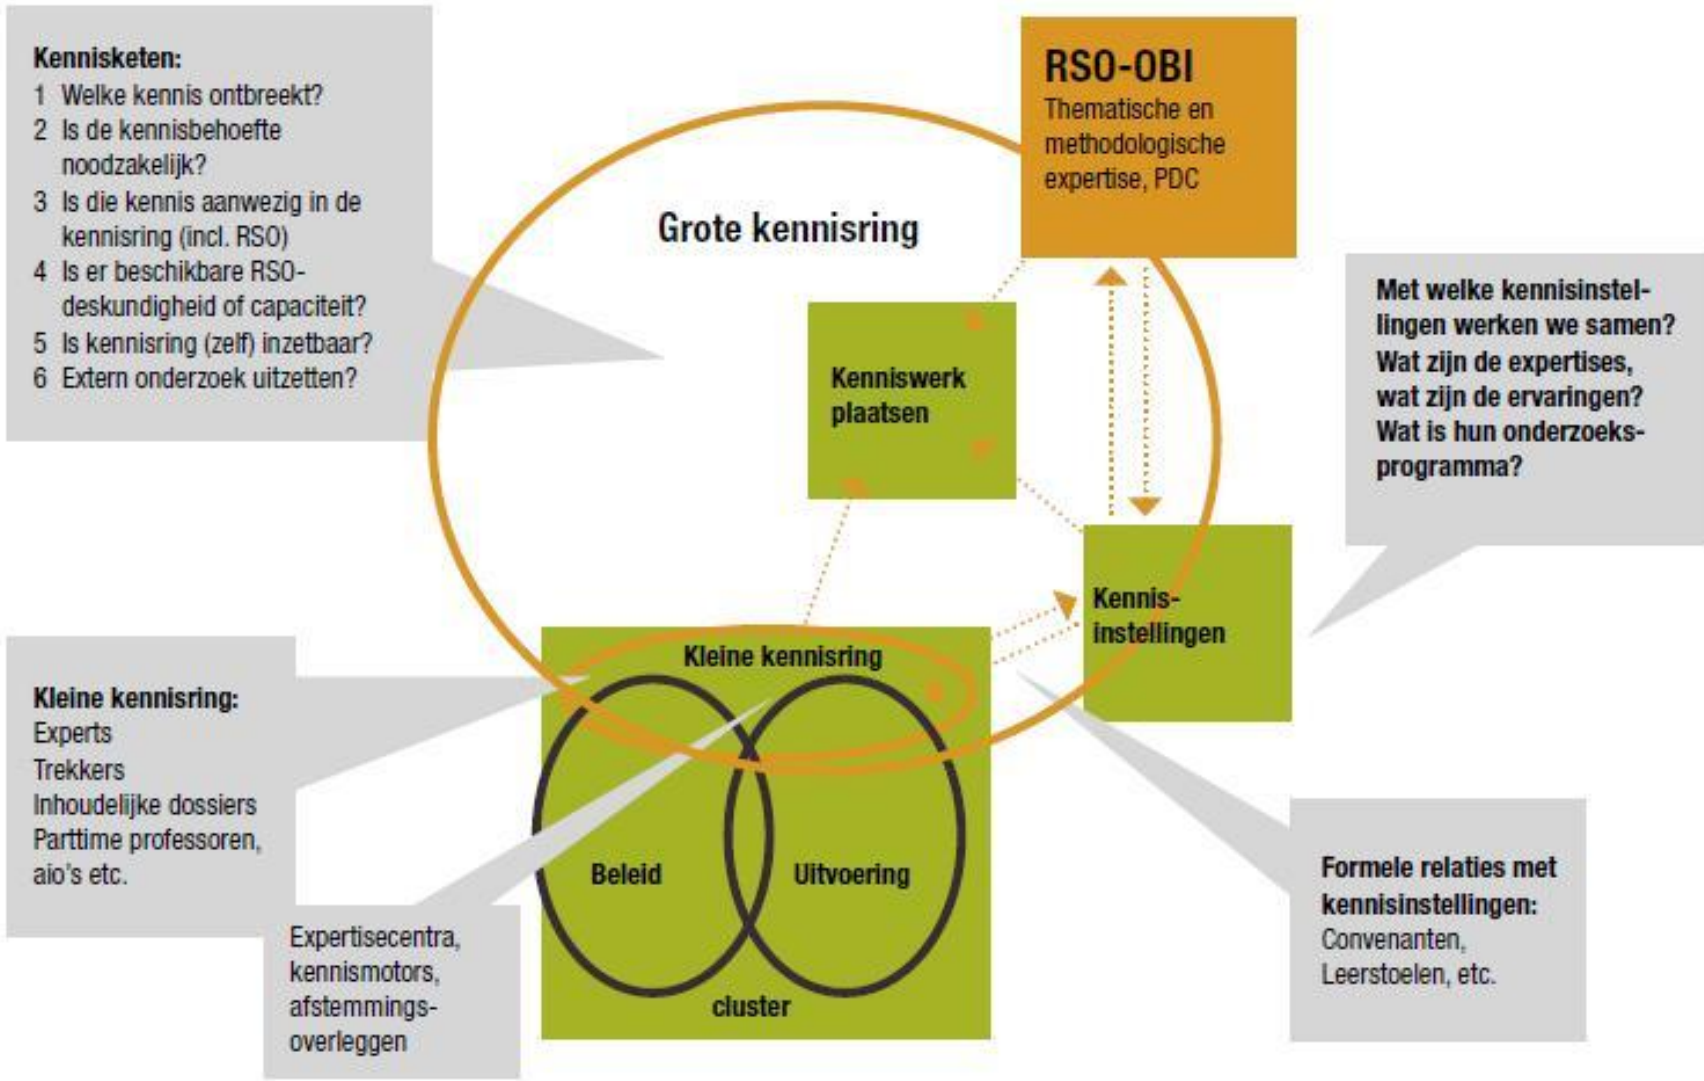 Kennisketen:
1 Welke kennis ontbreekt?
2 Is de kennisbehoefte
noodzakelijk?
3 Is die kennis aanwezig in de
kennisring (incl. RSO)
4 Is er beschikbare RSO-
deskundigheid of capaciteit?
5 Is kennisring (zelf) inzetbaar?
6 Extern onderzoek uitzetten?
RSO-OBI
Thematische en
methodologische
expertise, PDC
Grote kennisring
Kenniswerk
plaatsen
Met welke kennisinstel-
lingen werken we samen?
Wat zijn de expertises,
wat zijn de ervaringen?
Wat is hun onderzoeks-
programma?
Kennis-
instellingen
Kleine kennisring
Beleid
Uitvoering
cluster
Kleine kennisring:
Experts
Trekkers
Inhoudelijke dossiers
Parttime professoren,
aio's etc.
Expertisecentra,
kennismotors,
afstemmings-
overleggen
Formele relaties met
kennisinstellingen:
Convenanten,
Leerstoelen, etc.